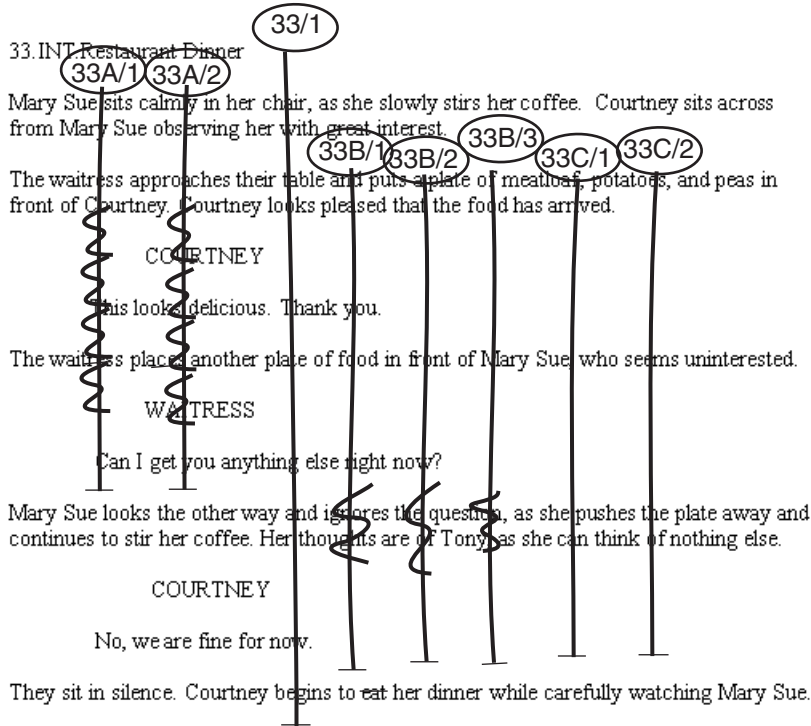 33/1
33.INT.Restaurant Dinner
33A/1 33A/2
Mary Sue sits calmly in her chair, as she slowly stirs her coffee. Courtney sits across
from Mary Sue observing her with great interest.
33B/1 33B/2 33B/3 33C/1 33C/2
The waitress approaches their table and puts a plate of meatloaf, potatoes, and peas in
front of Courtney. Courtney looks pleased that the food has arrived.
COURTNEY
This looks delicious. Thank you.
The waitress places another plate of food in front of Mary Sue, who seems uninterested.
WAITRESS
Can I get you anything else right now?
Mary Sue looks the other way and ignores the question, as she pushes the plate away and
continues to stir her coffee. Her thoughts are of Tony, as she can think of nothing else.
COURTNEY
No, we are fine for now.
They sit in silence. Courtney begins to eat her dinner while carefully watching Mary Sue.